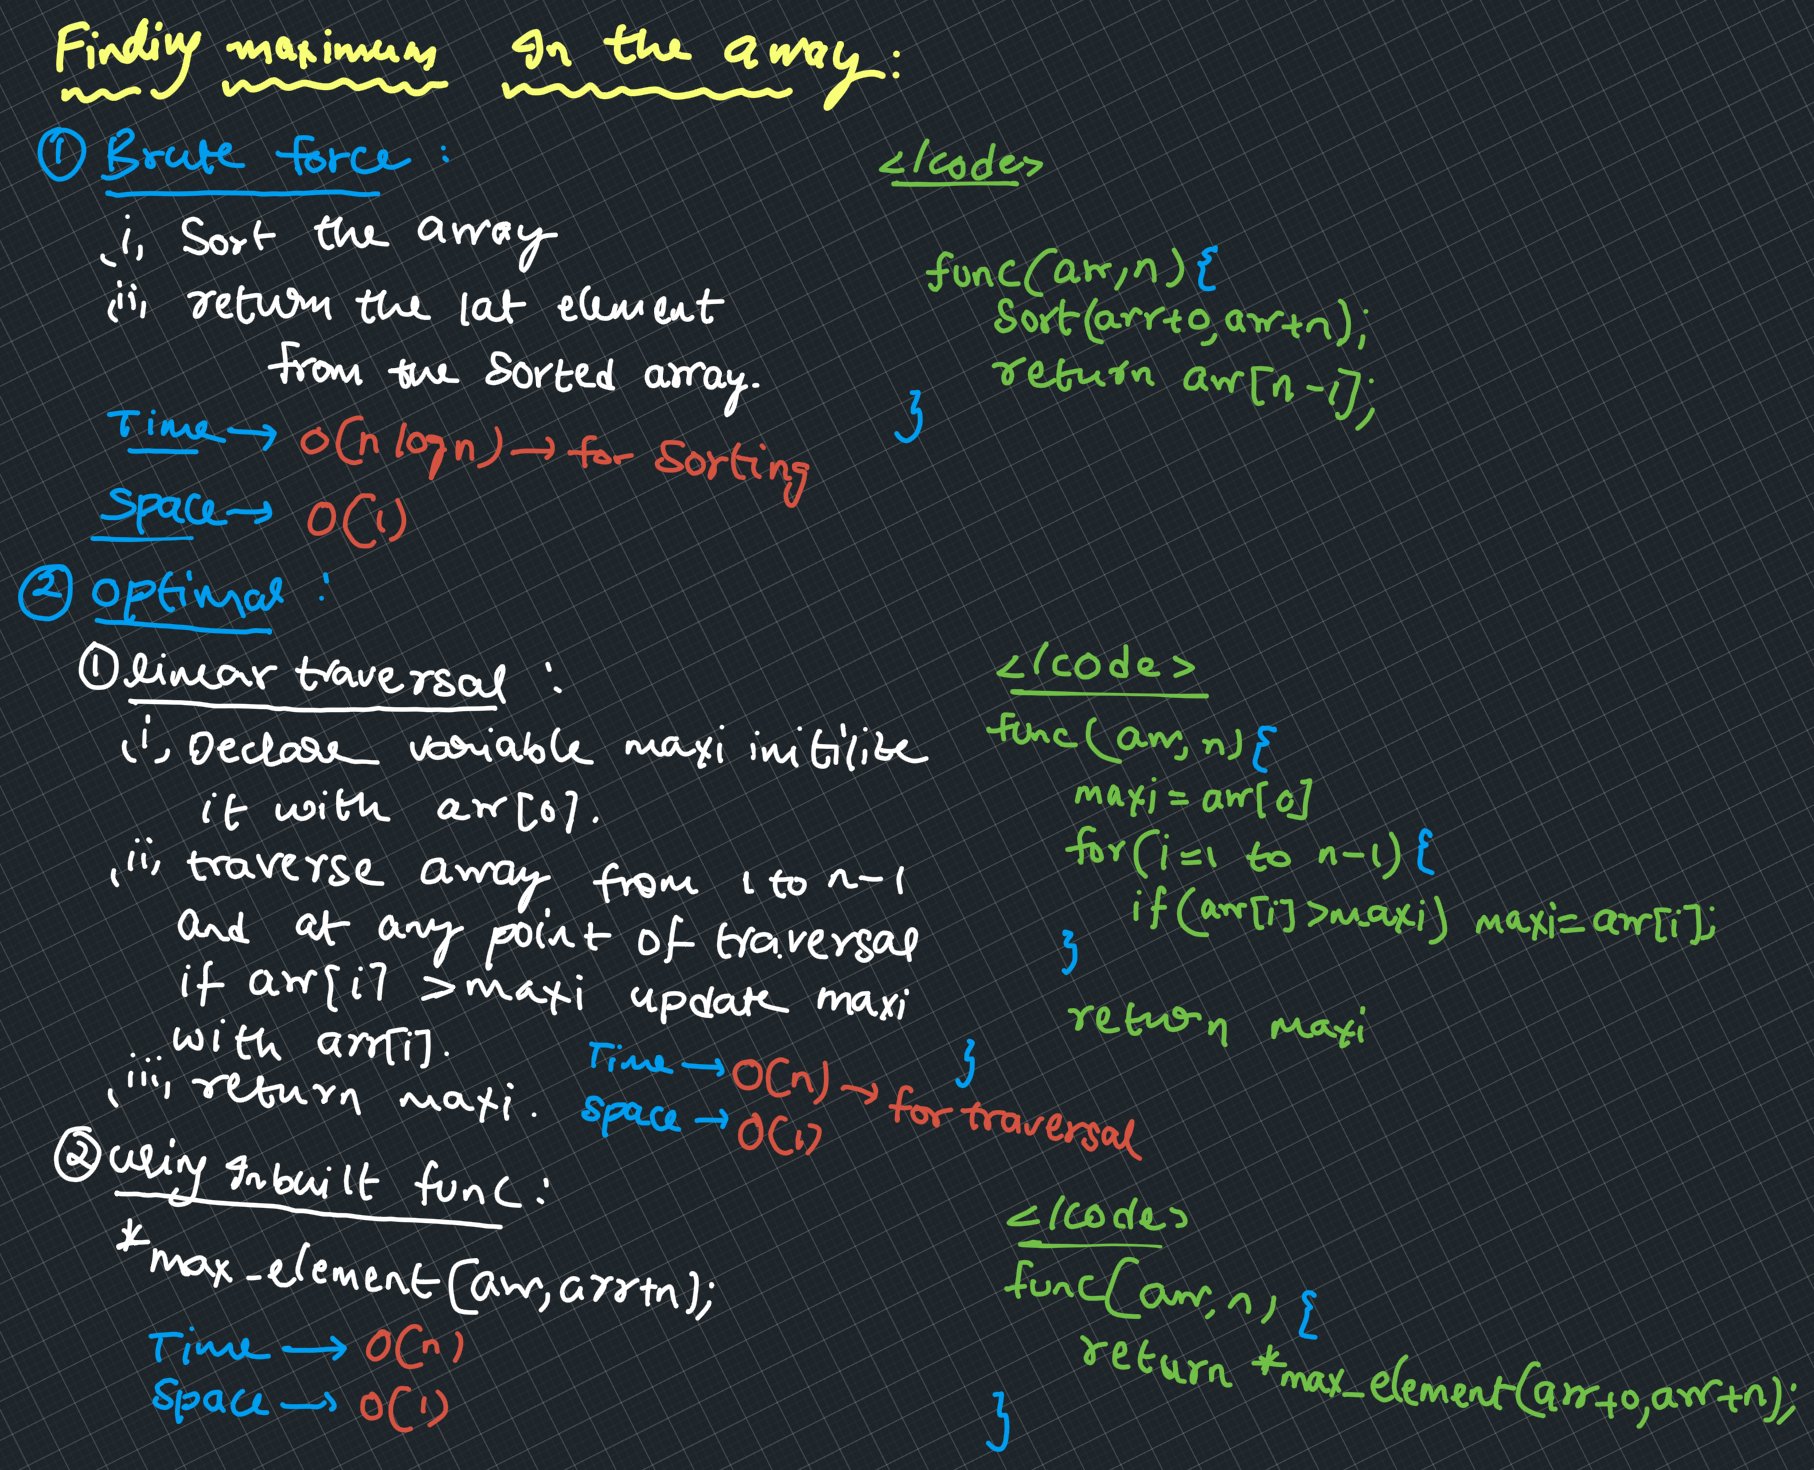 Finding maximum In the array:
① Brute force :
i, Sort the array
ii, return the lat element
from the Sorted array.
Time → O(n log n) → for Sorting
Space → O(1)
</code>
func(arr,n) {
Sort(arr+0,arr+n);
return arr[n-1];
}
② Optimal :
① linear traversal :
i, Declare variable maxi initilize
it with arr[0].
ii, traverse array from 1 to n-1
and at any point of traversal
if arr[i] >maxi update maxi
with arr[i].
iii, return maxi.
Time → O(n) → for traversal
Space → O(1)
</code>
func(arr, n) {
maxi = arr[0]
for(i=1 to n-1) {
if(arr[i]>maxi) maxi=arr[i];
}
return maxi
}
② using Inbuilt func:
*max_element(arr,arr+n);
Time → O(n)
Space → O(1)
</code>
func(arr, n) {
return *max_element(arr+0,arr+n);
}